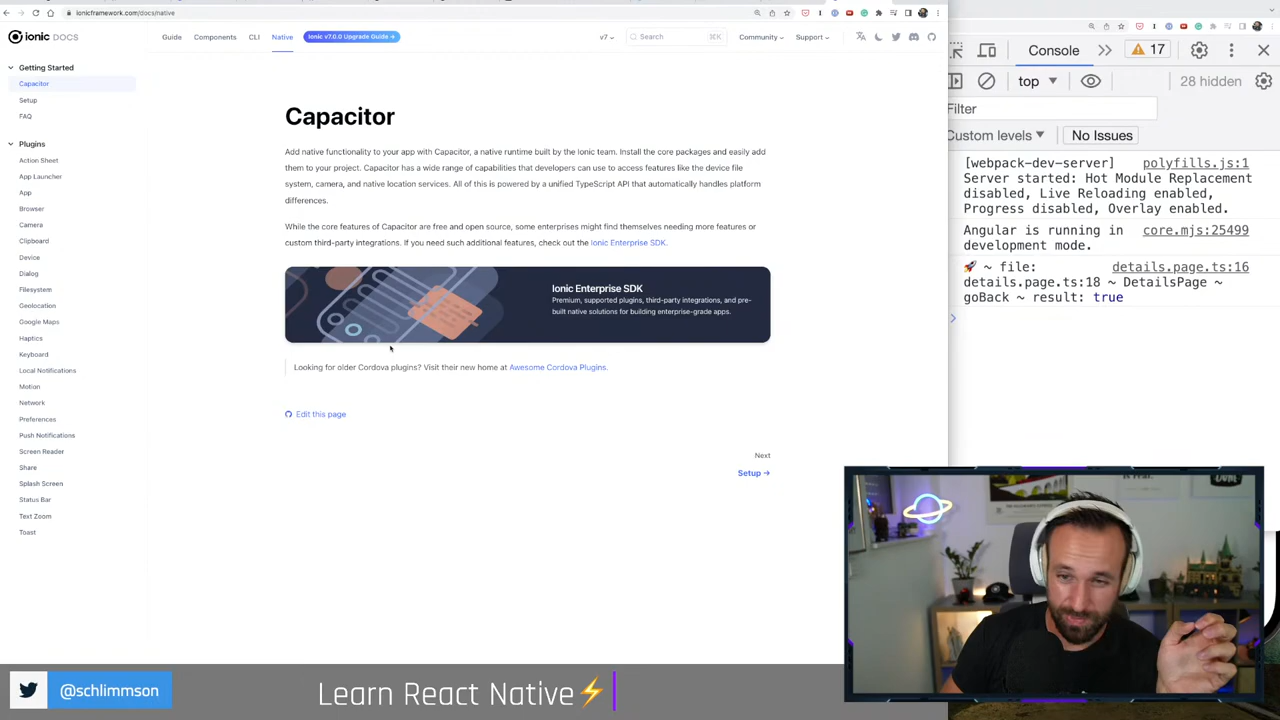 ionicframework.com/docs/native
ionic DOCS
Guide
Components
CLI
Native
Ionic v7.0.0 Upgrade Guide →
v7
Search
⌘K
Community
Support
Getting Started
Capacitor
Setup
FAQ
Plugins
Action Sheet
App Launcher
App
Browser
Camera
Clipboard
Device
Dialog
Filesystem
Geolocation
Google Maps
Haptics
Keyboard
Local Notifications
Motion
Network
Preferences
Push Notifications
Screen Reader
Share
Splash Screen
Status Bar
Text Zoom
Toast
Capacitor
Add native functionality to your app with Capacitor, a native runtime built by the Ionic team. Install the core packages and easily add
them to your project. Capacitor has a wide range of capabilities that developers can use to access features like the device file
system, camera, and native location services. All of this is powered by a unified TypeScript API that automatically handles platform
differences.
While the core features of Capacitor are free and open source, some enterprises might find themselves needing more features or
custom third-party integrations. If you need such additional features, check out the Ionic Enterprise SDK.
Ionic Enterprise SDK
Premium, supported plugins, third-party integrations, and pre-
built native solutions for building enterprise-grade apps.
Looking for older Cordova plugins? Visit their new home at Awesome Cordova Plugins.
Edit this page
Next
Setup →
Console
17
top
28 hidden
Filter
Custom levels
No Issues
[webpack-dev-server] polyfills.js:1
Server started: Hot Module Replacement
disabled, Live Reloading enabled,
Progress disabled, Overlay enabled.
Angular is running in core.mjs:25499
development mode.
🚀 ~ file: details.page.ts:16
details.page.ts:18 ~ DetailsPage ~
goBack ~ result: true
@schlimmson
Learn React Native⚡